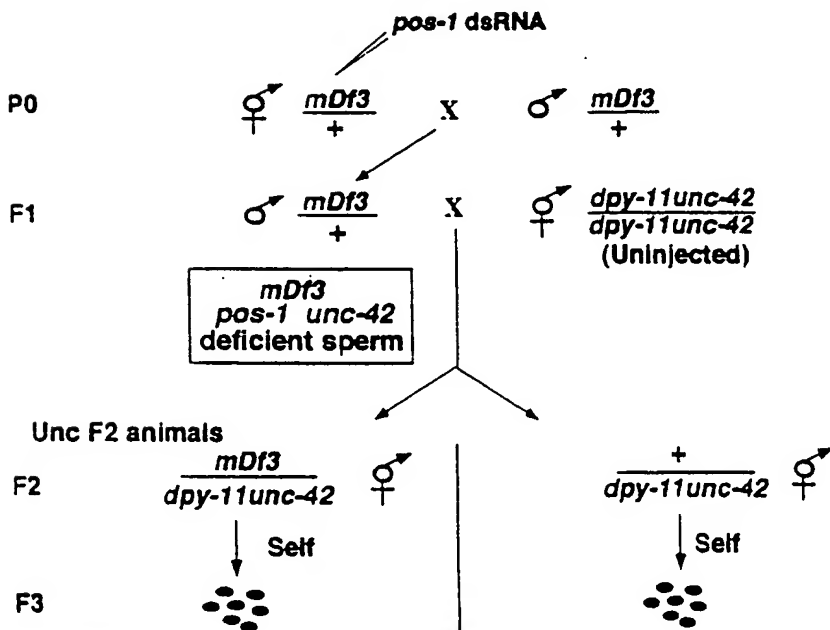 pos-1 dsRNA
P0
mDf3
+
X
mDf3
+
F1
mDf3
+
X
dpy-11unc-42
dpy-11unc-42
(Uninjected)
mDf3
pos-1 unc-42
deficient sperm
Unc F2 animals
F2
mDf3
dpy-11unc-42
+
dpy-11unc-42
Self
Self
F3